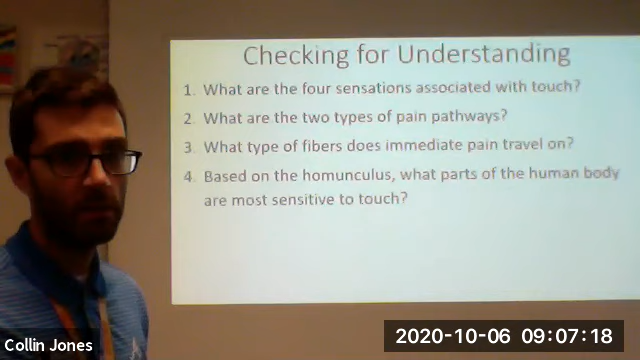 Checking for Understanding
1. What are the four sensations associated with touch?
2. What are the two types of pain pathways?
3. What type of fibers does immediate pain travel on?
4. Based on the homunculus, what parts of the human body
are most sensitive to touch?
2020-10-06 09:07:18
Collin Jones